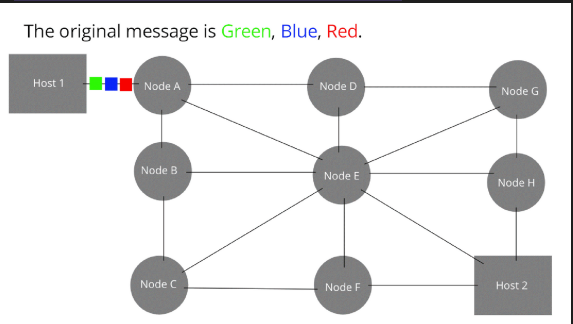 The original message is Green, Blue, Red.
Host 1
Node A
Node D
Node G
Node B
Node E
Node H
Node C
Node F
Host 2